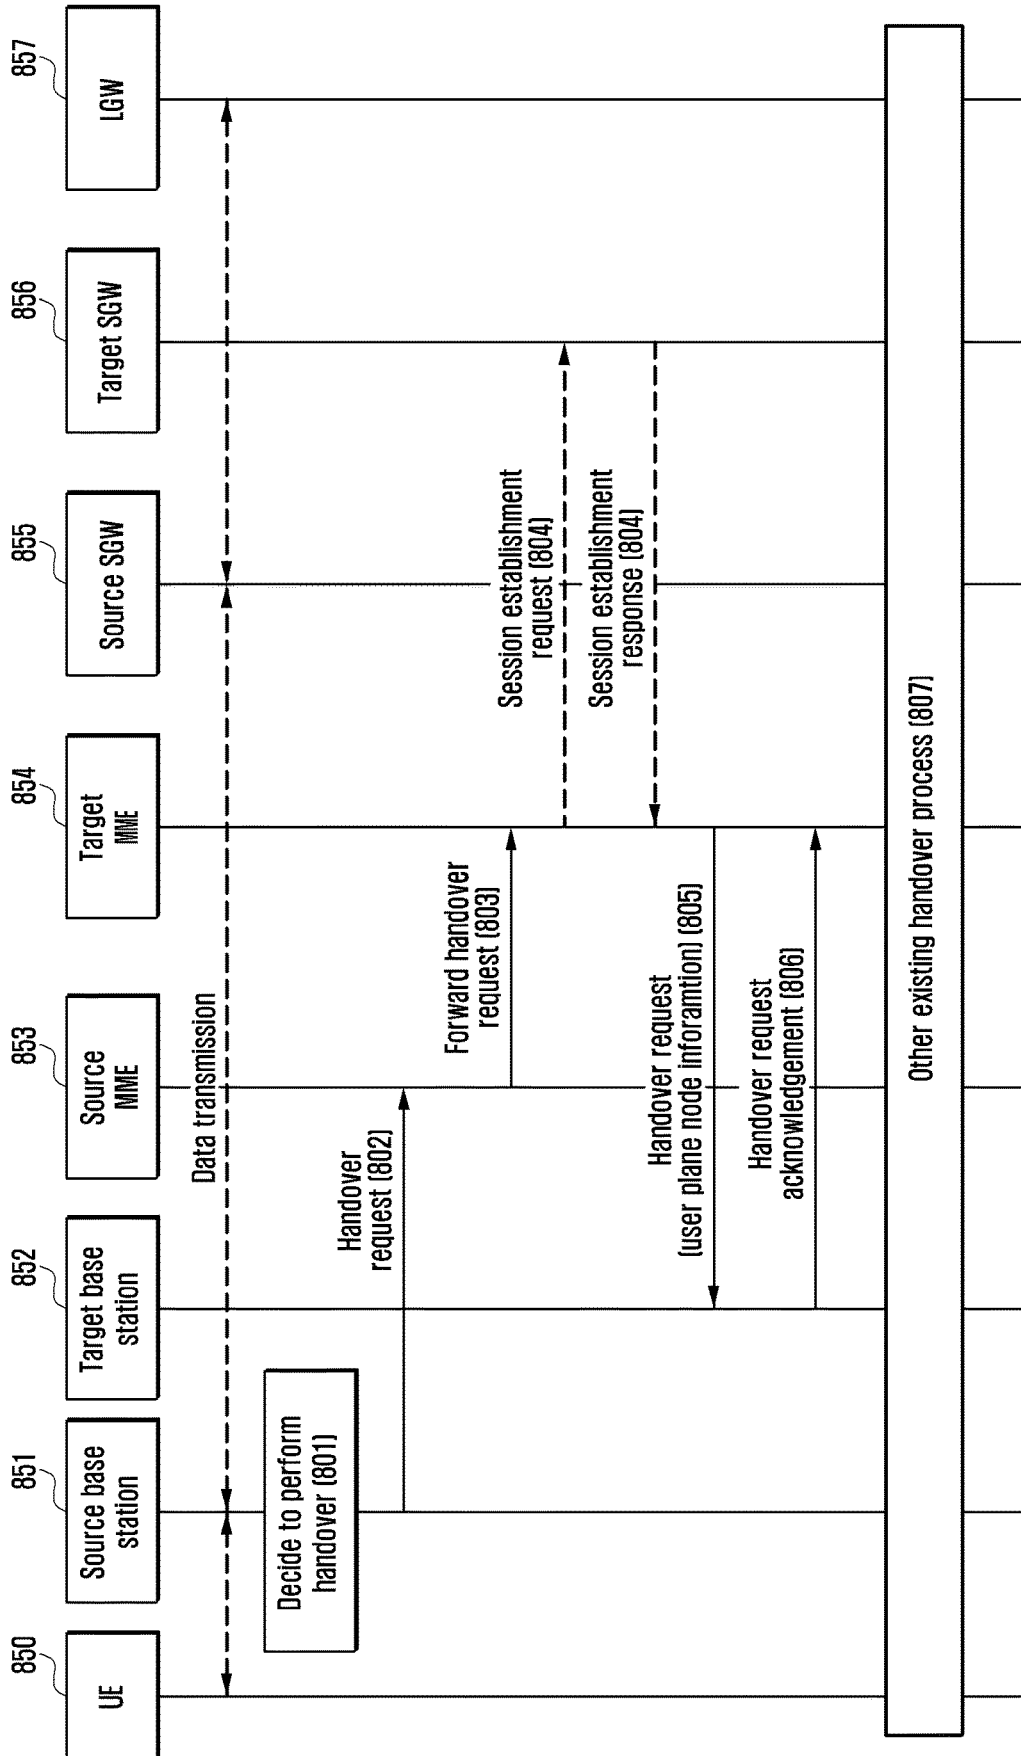 850
851
852
853
854
855
856
857
UE
Source base
station
Target base
station
Source
MME
Target
MME
Source SGW
Target SGW
LGW
Data transmission
Decide to perform
handover (801)
Handover
request (802)
Forward handover
request (803)
Session establishment
request (804)
Session establishment
response (804)
Handover request
(user plane node inforamtion) (805)
Handover request
acknowledgement (806)
Other existing handover process (807)